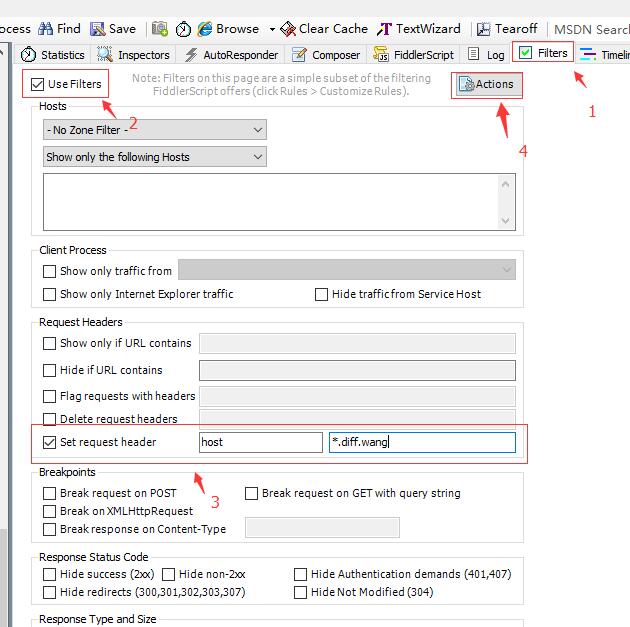 ocess Find Save Browse Clear Cache TextWizard Tearoff MSDN Search
Statistics Inspectors AutoResponder Composer FiddlerScript Log Filters Timelin
1
Use Filters Note: Filters on this page are a simple subset of the filtering
FiddlerScript offers (click Rules > Customize Rules). Actions
2
4
Hosts
- No Zone Filter -
Show only the following Hosts
Client Process
Show only traffic from
Show only Internet Explorer traffic Hide traffic from Service Host
Request Headers
Show only if URL contains
Hide if URL contains
Flag requests with headers
Delete request headers
Set request header host *.diff.wang
3
Breakpoints
Break request on POST Break request on GET with query string
Break on XMLHttpRequest
Break response on Content-Type
Response Status Code
Hide success (2xx) Hide non-2xx Hide Authentication demands (401,407)
Hide redirects (300,301,302,303,307) Hide Not Modified (304)
Response Type and Size